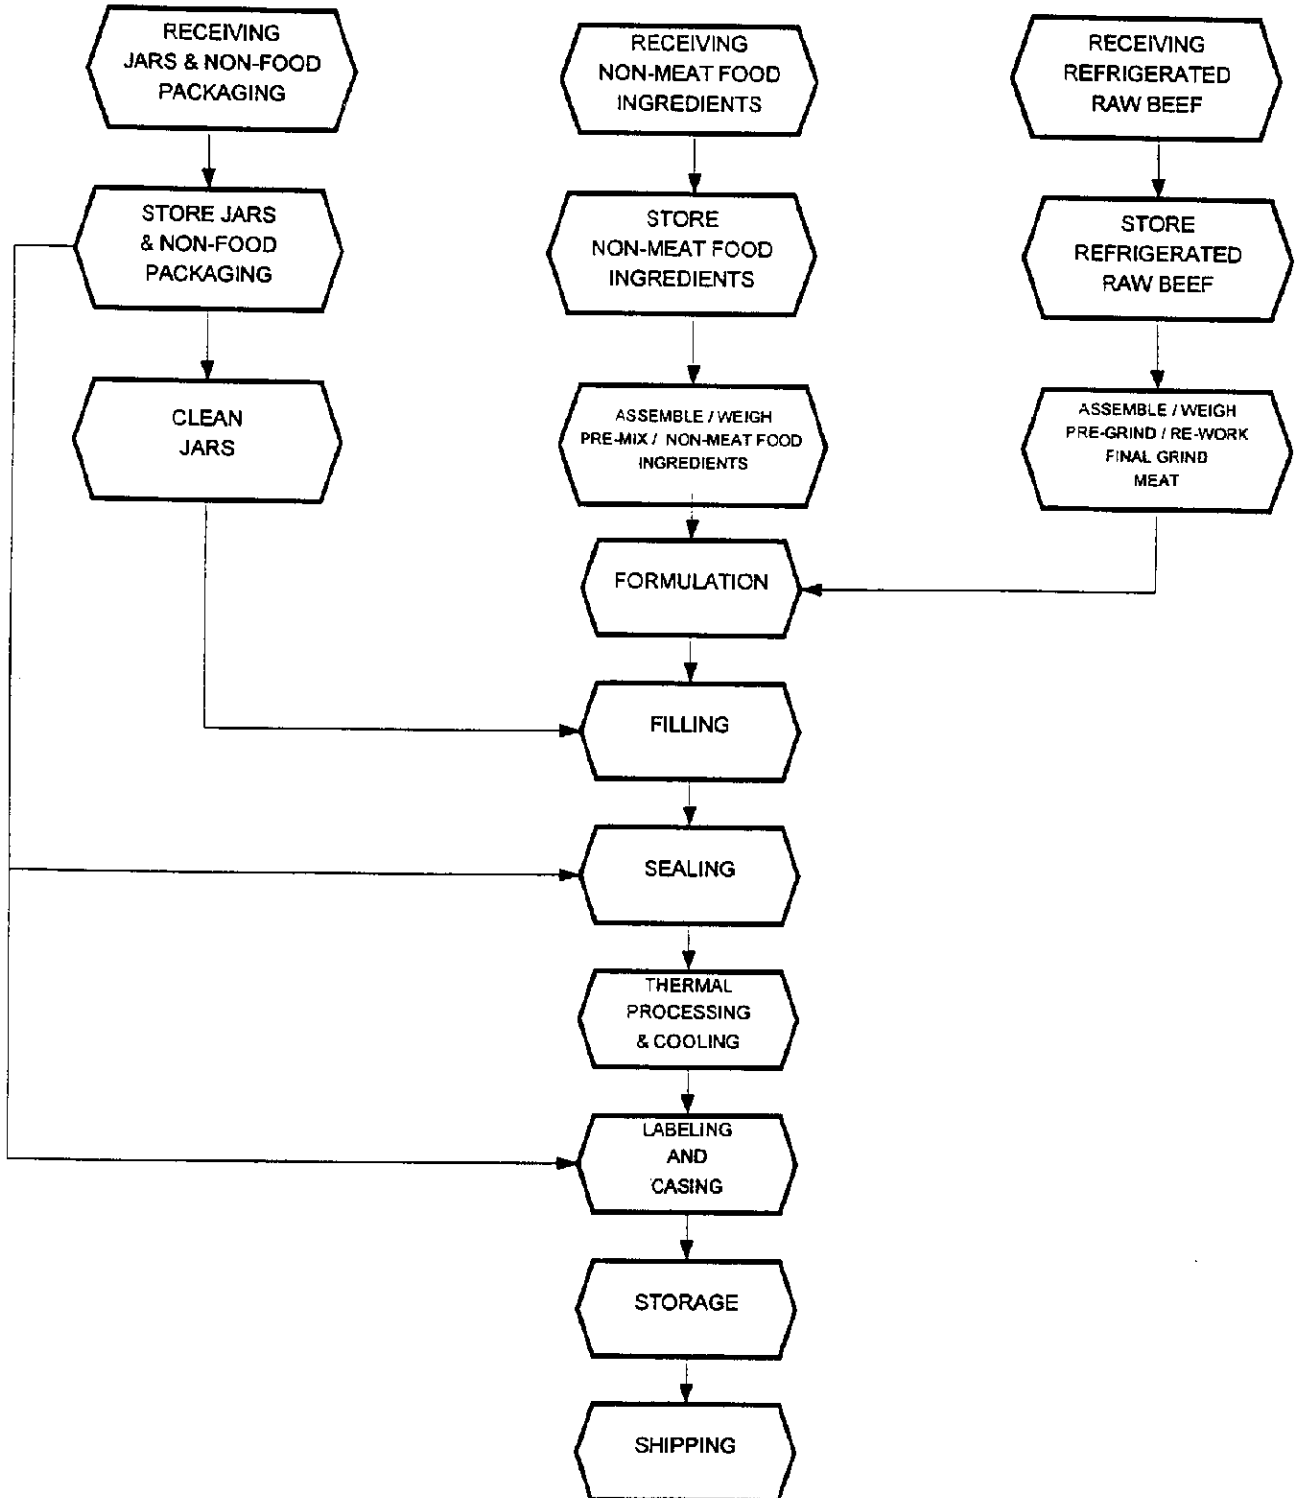 RECEIVING
JARS & NON-FOOD
PACKAGING
RECEIVING
NON-MEAT FOOD
INGREDIENTS
RECEIVING
REFRIGERATED
RAW BEEF
STORE JARS
& NON-FOOD
PACKAGING
STORE
NON-MEAT FOOD
INGREDIENTS
STORE
REFRIGERATED
RAW BEEF
CLEAN
JARS
ASSEMBLE / WEIGH
PRE-MIX / NON-MEAT FOOD
INGREDIENTS
ASSEMBLE / WEIGH
PRE-GRIND / RE-WORK
FINAL GRIND
MEAT
FORMULATION
FILLING
SEALING
THERMAL
PROCESSING
& COOLING
LABELING
AND
CASING
STORAGE
SHIPPING